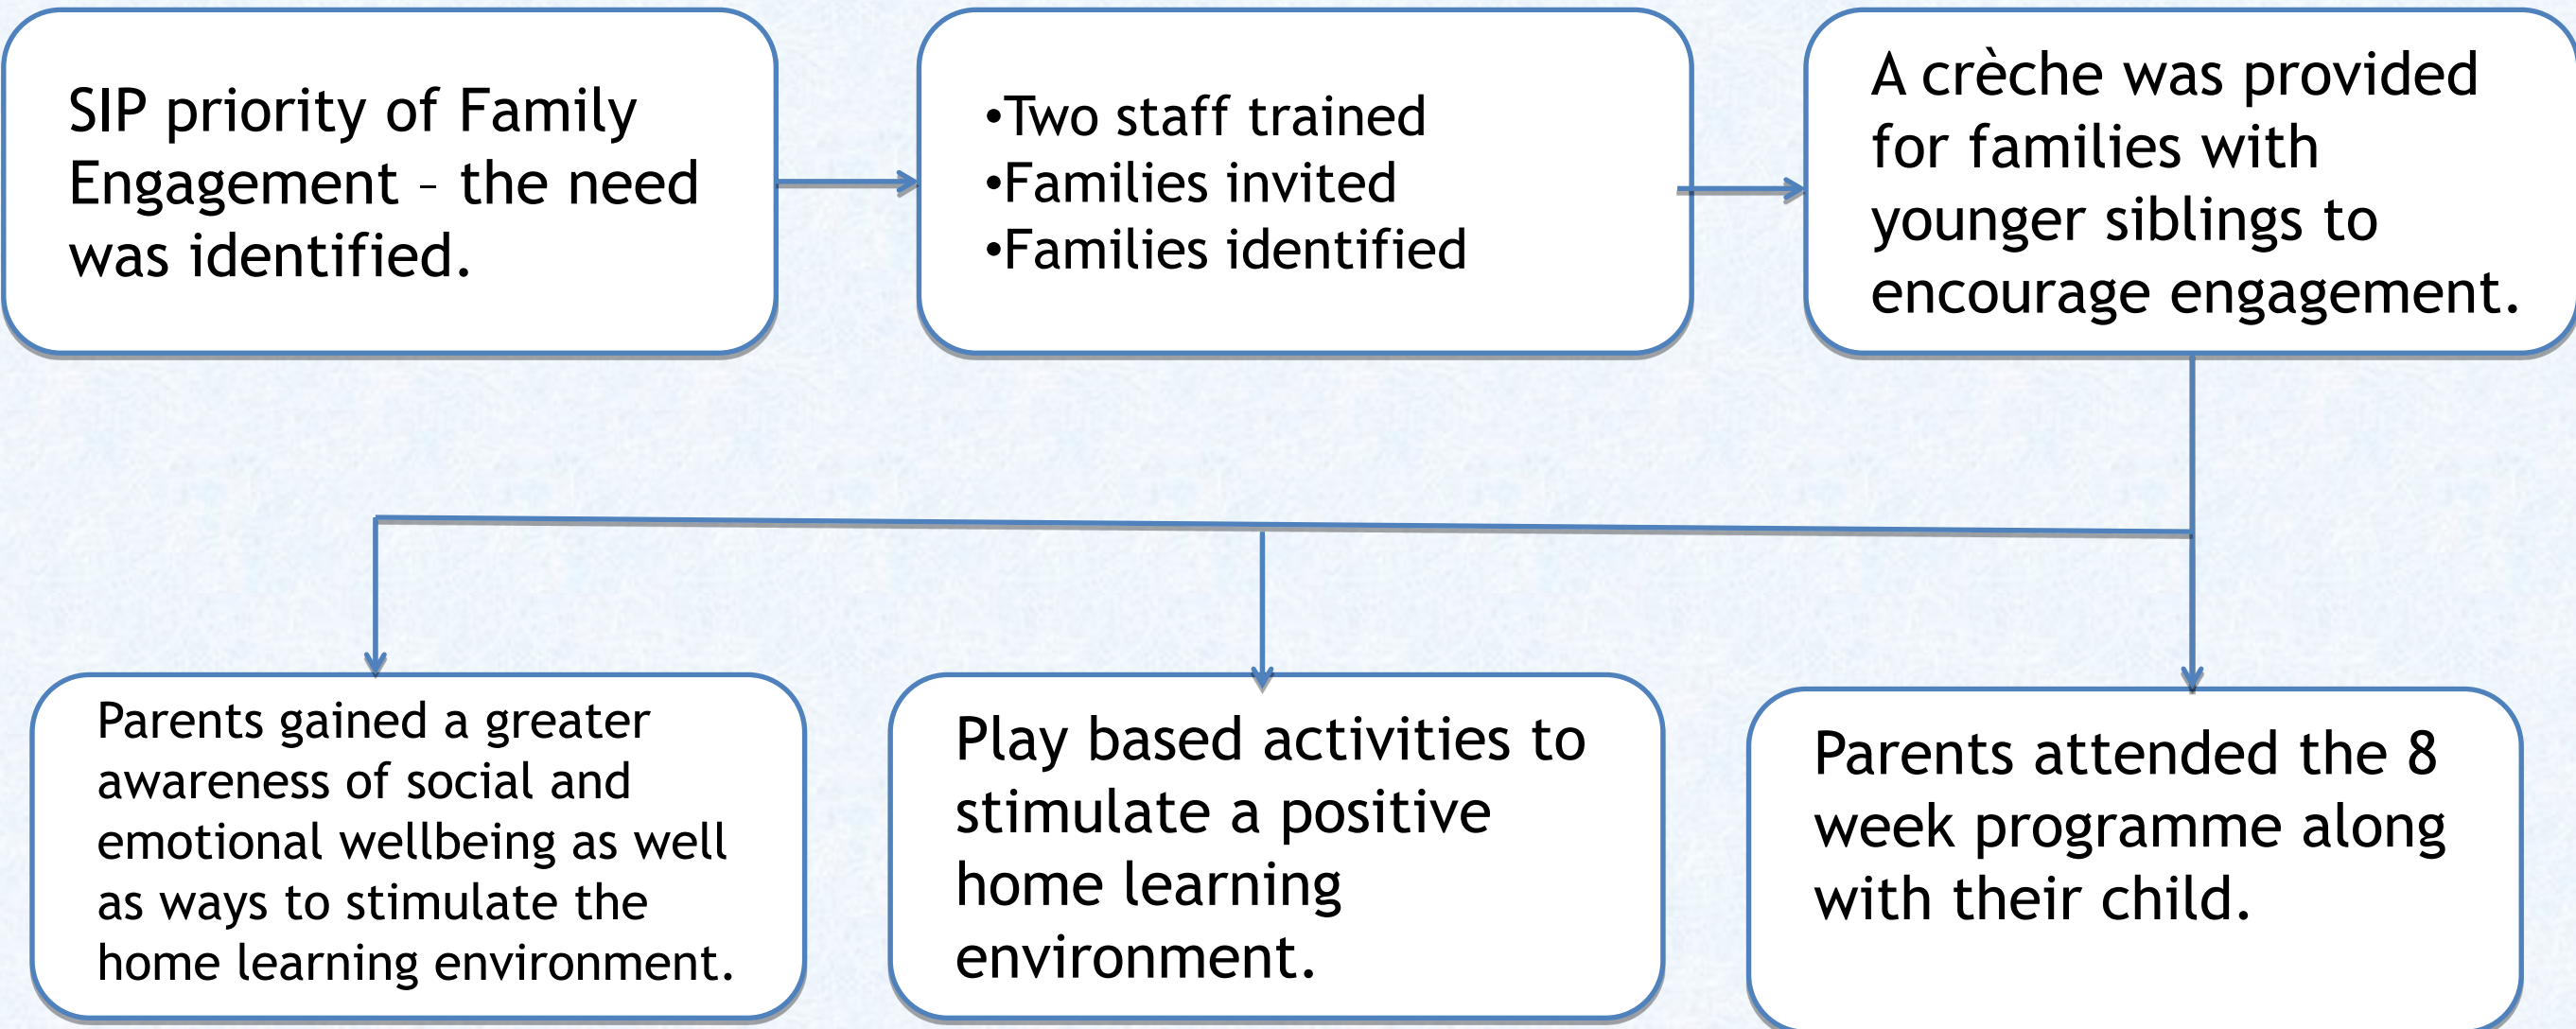 SIP priority of Family
Engagement – the need
was identified.
•Two staff trained
•Families invited
•Families identified
A crèche was provided
for families with
younger siblings to
encourage engagement.
Parents gained a greater
awareness of social and
emotional wellbeing as well
as ways to stimulate the
home learning environment.
Play based activities to
stimulate a positive
home learning
environment.
Parents attended the 8
week programme along
with their child.